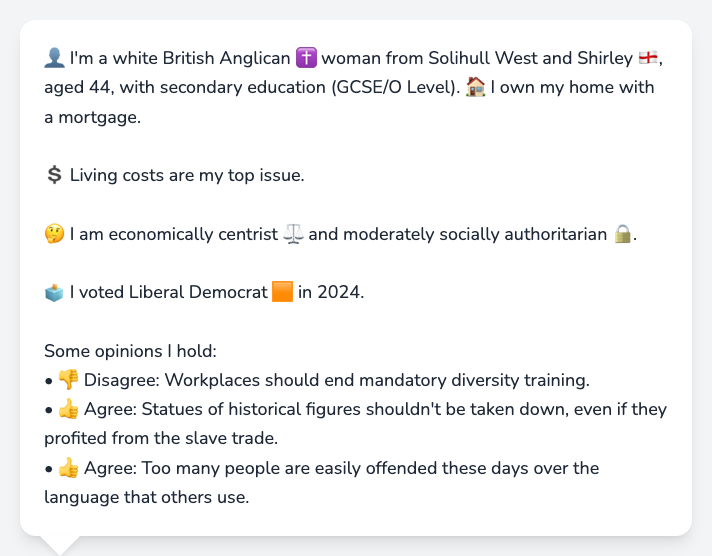 👤 I'm a white British Anglican ✝️ woman from Solihull West and Shirley 🏴󠁧󠁢󠁥󠁮󠁧󠁿,
aged 44, with secondary education (GCSE/O Level). 🏠 I own my home with
a mortgage.
💲 Living costs are my top issue.
🤔 I am economically centrist ⚖️ and moderately socially authoritarian 🔒.
🗳️ I voted Liberal Democrat 🟧 in 2024.
Some opinions I hold:
• 👎 Disagree: Workplaces should end mandatory diversity training.
• 👍 Agree: Statues of historical figures shouldn't be taken down, even if they
profited from the slave trade.
• 👍 Agree: Too many people are easily offended these days over the
language that others use.